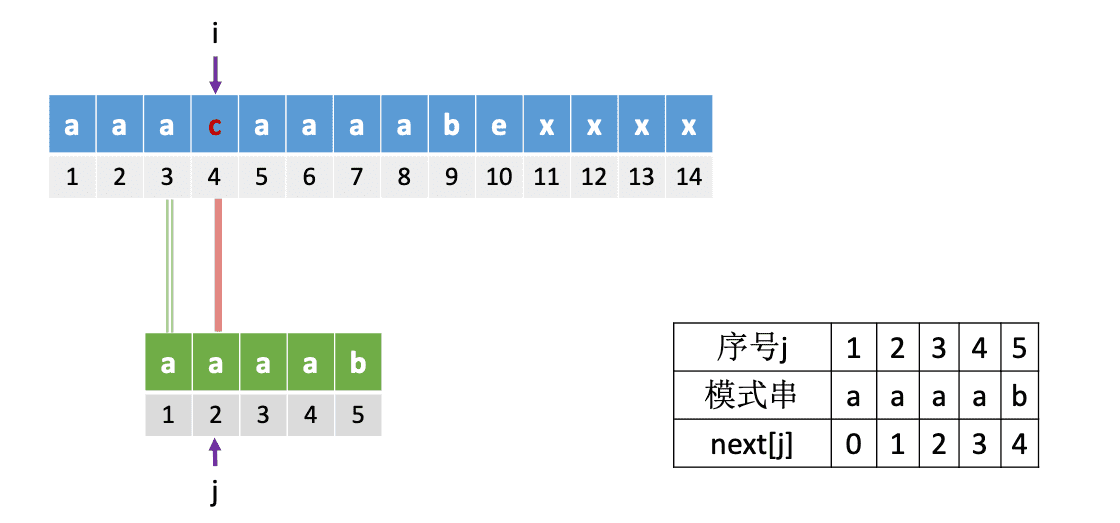 i
a a a c a a a a b e x x x x
1 2 3 4 5 6 7 8 9 10 11 12 13 14
a a a a b
1 2 3 4 5
j
序号j 1 2 3 4 5
模式串 a a a a b
next[j] 0 1 2 3 4